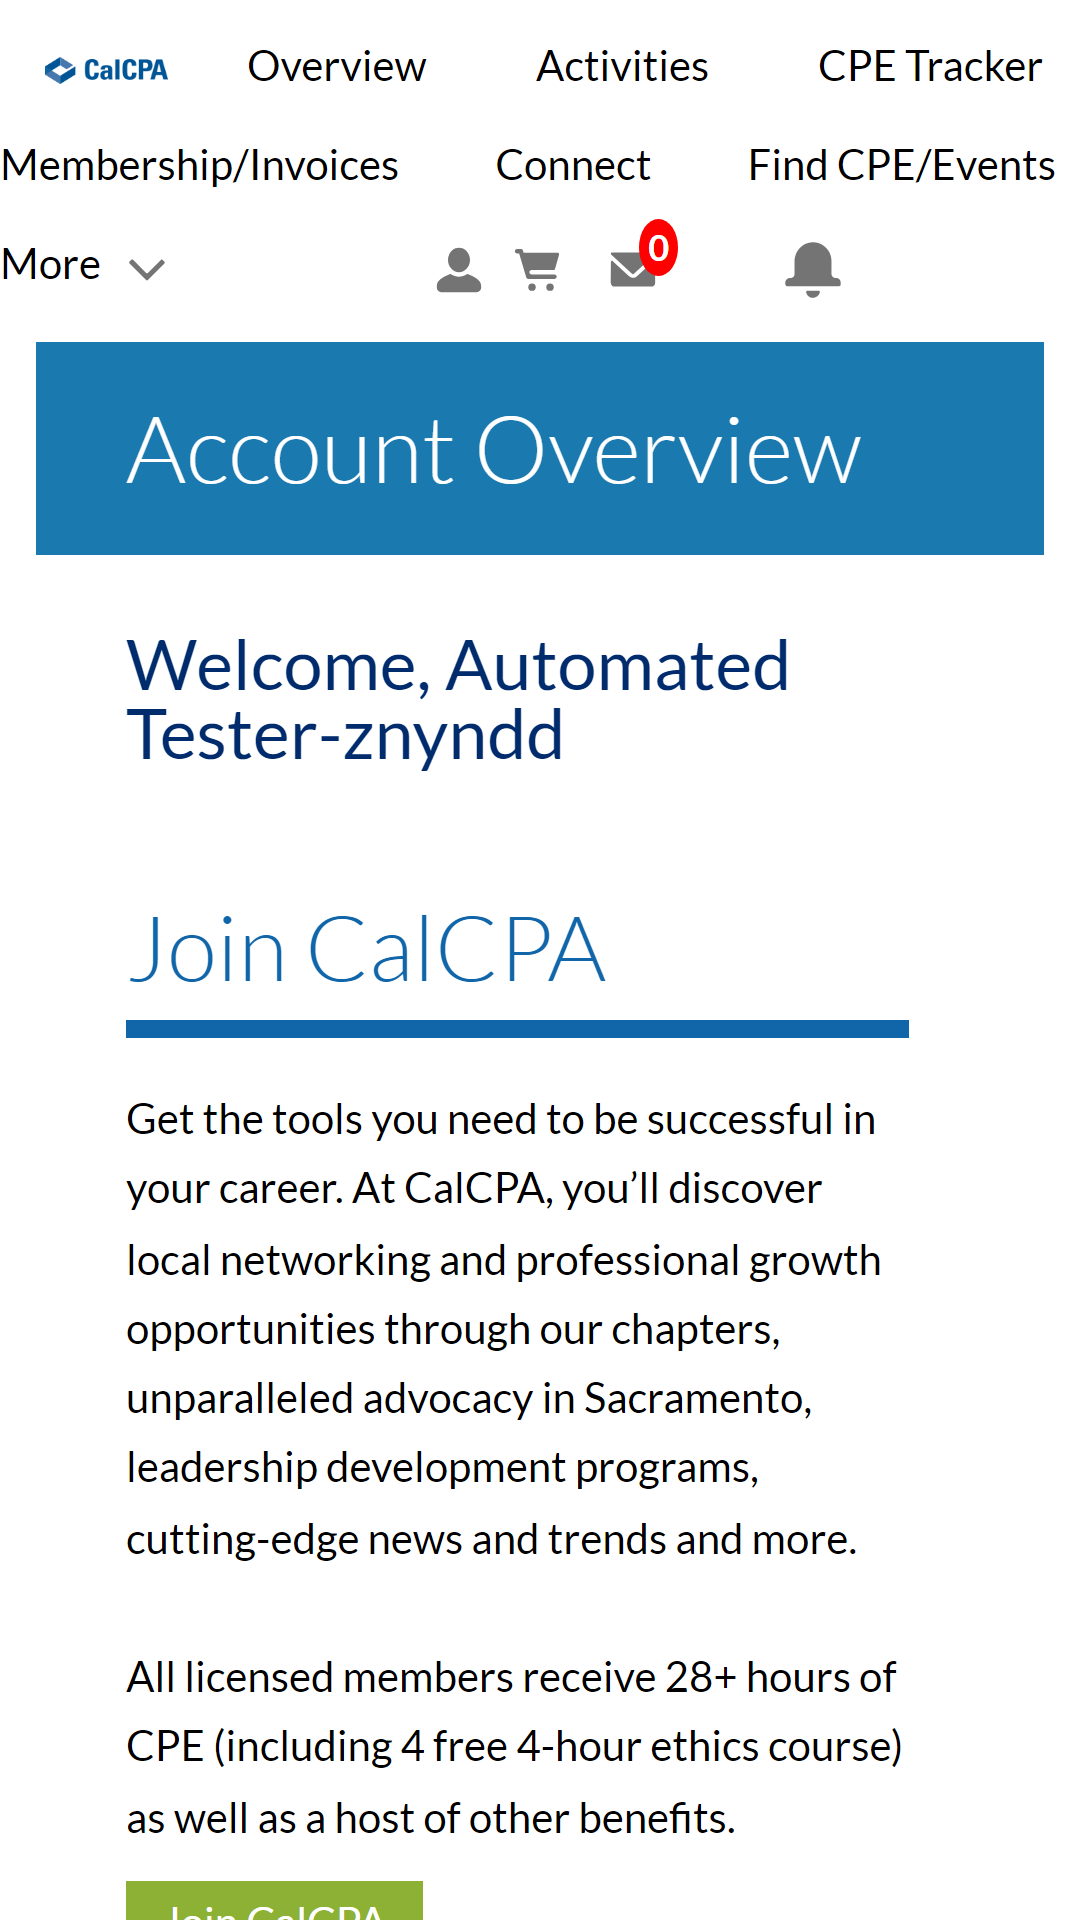 CalCPA Overview Activities CPE Tracker
Membership/Invoices Connect Find CPE/Events
More 0
Account Overview
Welcome, Automated
Tester-znyndd
Join CalCPA
Get the tools you need to be successful in
your career. At CalCPA, you’ll discover
local networking and professional growth
opportunities through our chapters,
unparalleled advocacy in Sacramento,
leadership development programs,
cutting-edge news and trends and more.
All licensed members receive 28+ hours of
CPE (including 4 free 4-hour ethics course)
as well as a host of other benefits.
Join CalCPA